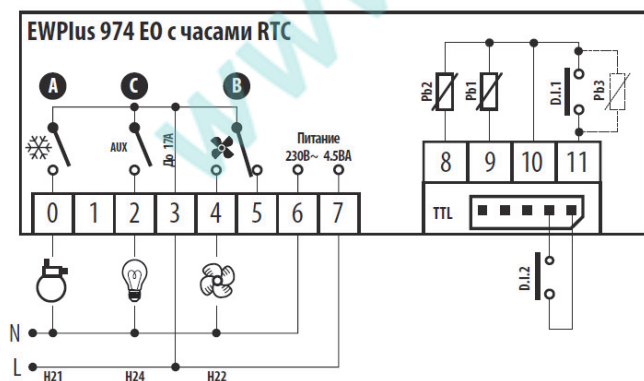 EWPlus 974 EO с часами RTC
A
C
B
AUX
До 17А
Питание
230В~ 4.5ВА
0 1 2 3 4 5 6 7
Pb2
Pb1
D.I.1
Pb3
8 9 10 11
TTL
D.I.2
N
L
H21 H24 H22